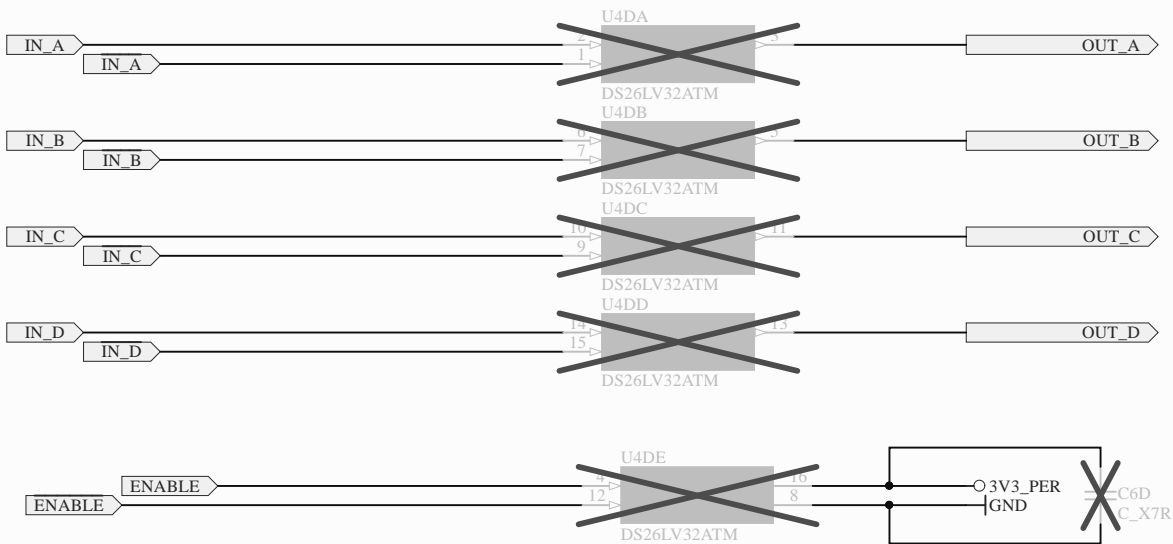 U4DA
IN_A 2 3 OUT_A
IN_A 1
DS26LV32ATM
U4DB
IN_B 6 5 OUT_B
IN_B 7
DS26LV32ATM
U4DC
IN_C 10 11 OUT_C
IN_C 9
DS26LV32ATM
U4DD
IN_D 14 13 OUT_D
IN_D 15
DS26LV32ATM
U4DE
ENABLE 4 16 3V3_PER
ENABLE 12 8 GND
DS26LV32ATM
C6D
C_X7R